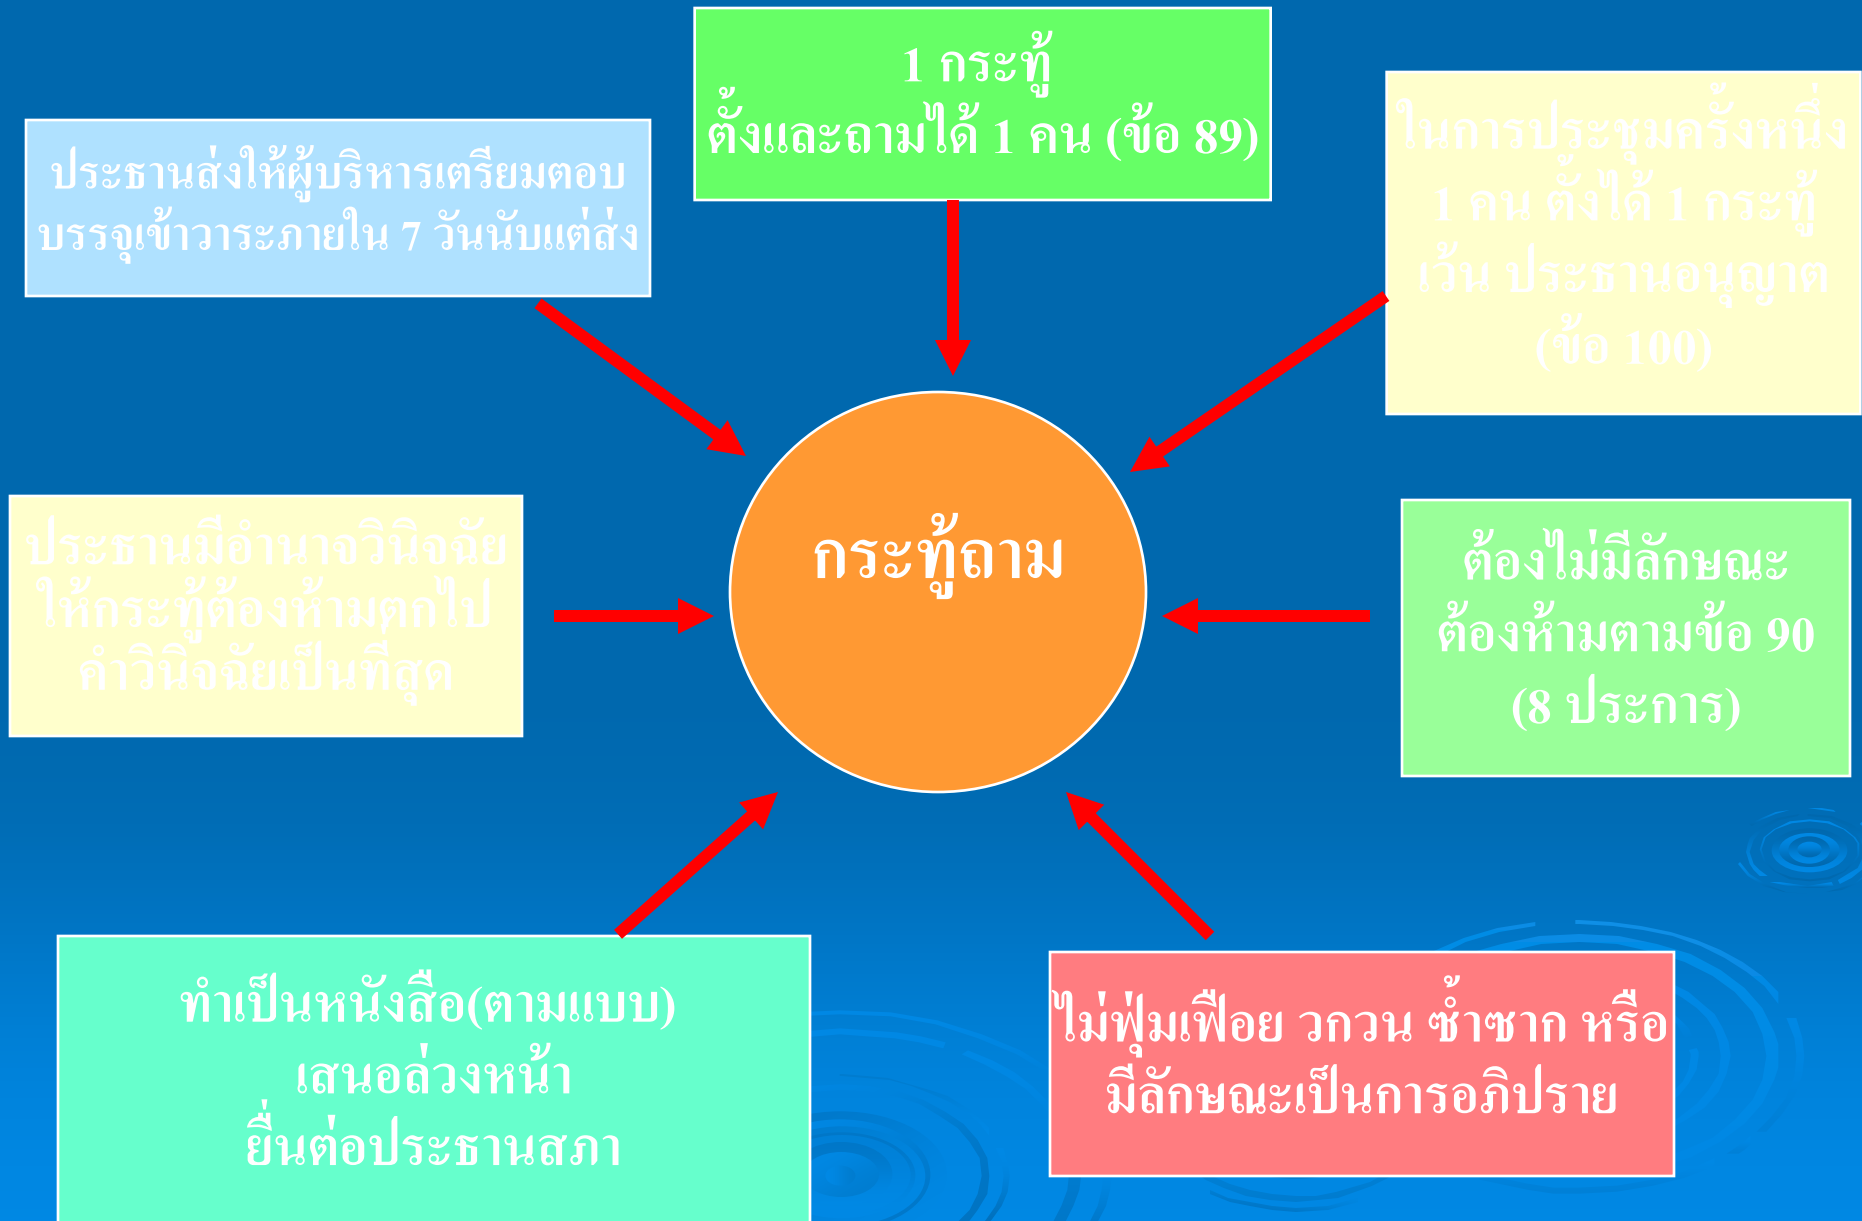 1 กระทู้
ตั้งและถามได้ 1 คน (ข้อ 89)
ประธานส่งให้ผู้บริหารเตรียมตอบ
บรรจุเข้าวาระภายใน 7 วันนับแต่ส่ง
ในการประชุมครั้งหนึ่ง
1 คน ตั้งได้ 1 กระทู้
เว้น ประธานอนุญาต
(ข้อ 100)
กระทู้ถาม
ประธานมีอำนาจวินิจฉัย
ให้กระทู้ต้องห้ามตกไป
คำวินิจฉัยเป็นที่สุด
ต้องไม่มีลักษณะ
ต้องห้ามตามข้อ 90
(8 ประการ)
ทำเป็นหนังสือ(ตามแบบ)
เสนอล่วงหน้า
ยื่นต่อประธานสภา
ไม่ฟุ่มเฟือย วกวน ซ้ำซาก หรือ
มีลักษณะเป็นการอภิปราย